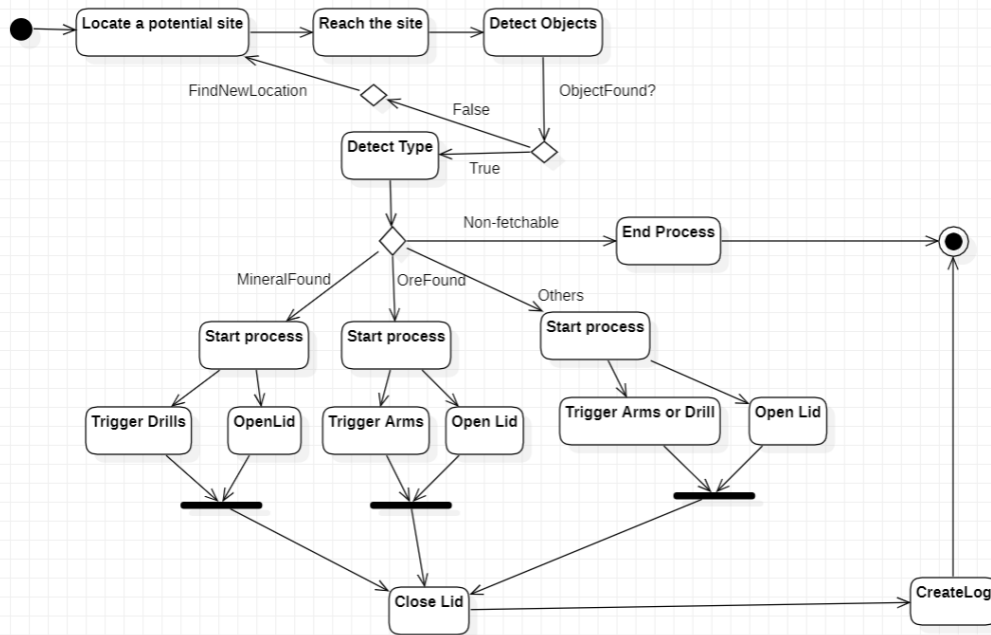 Locate a potential site
Reach the site
Detect Objects
FindNewLocation
ObjectFound?
False
Detect Type
True
Non-fetchable
End Process
MineralFound
OreFound
Others
Start process
Start process
Start process
Trigger Drills
OpenLid
Trigger Arms
Open Lid
Trigger Arms or Drill
Open Lid
Close Lid
CreateLog